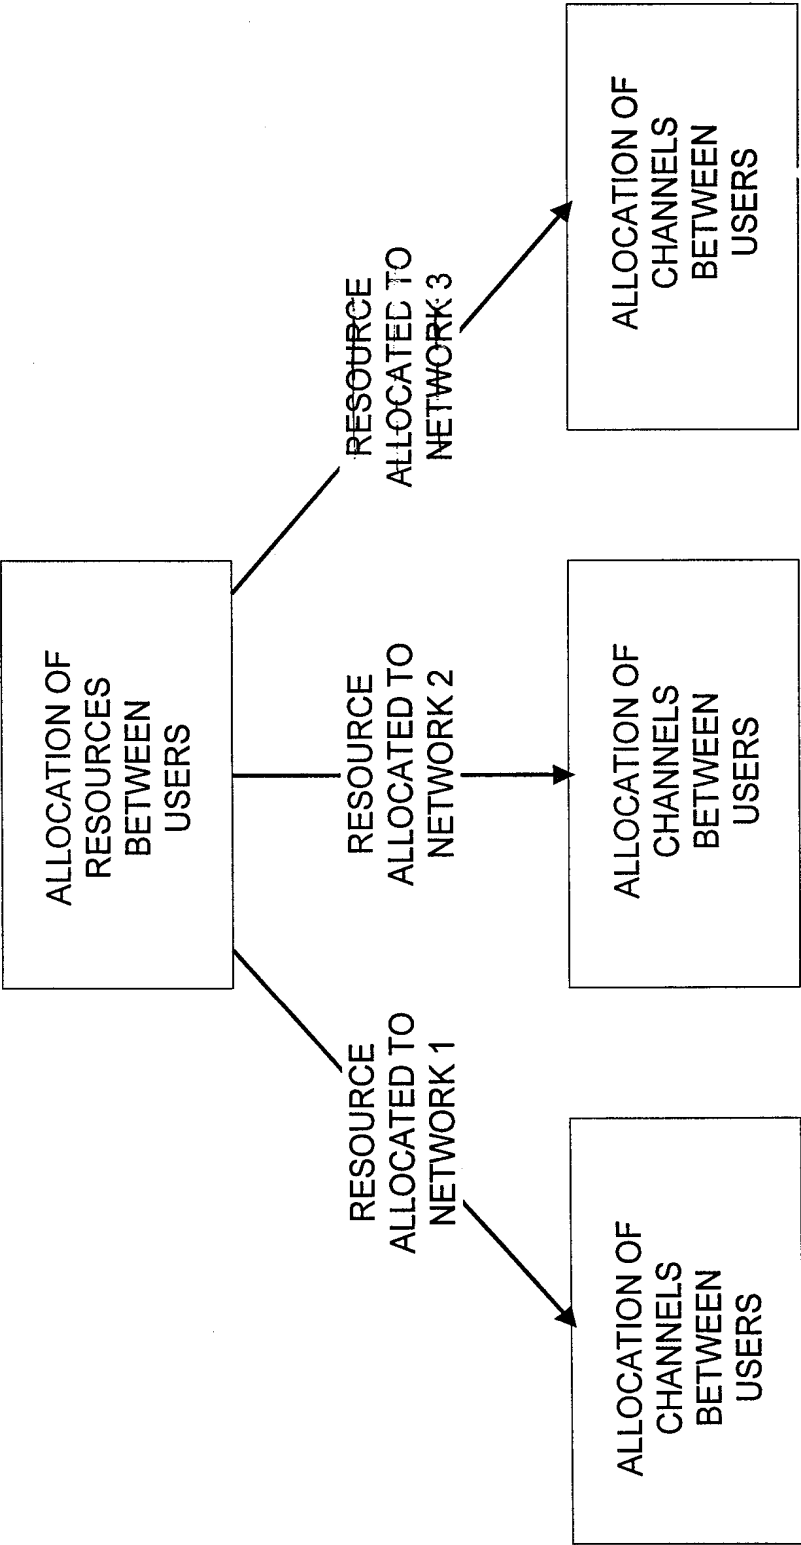 ALLOCATION OF
RESOURCES
BETWEEN
USERS
RESOURCE
ALLOCATED TO
NETWORK 1
RESOURCE
ALLOCATED TO
NETWORK 2
RESOURCE
ALLOCATED TO
NETWORK 3
ALLOCATION OF
CHANNELS
BETWEEN
USERS
ALLOCATION OF
CHANNELS
BETWEEN
USERS
ALLOCATION OF
CHANNELS
BETWEEN
USERS